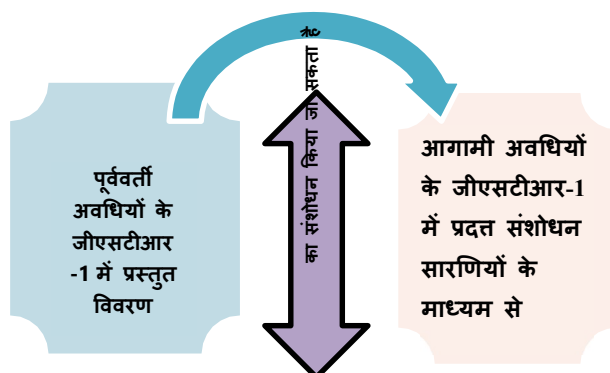 पूर्ववर्ती
अवधियों के
जीएसटीआर
-1 में प्रस्तुत
विवरण
का संशोधन किया जा सकता है
आगामी अवधियों
के जीएसटीआर-1
में प्रदत्त संशोधन
सारणियों के
माध्यम से